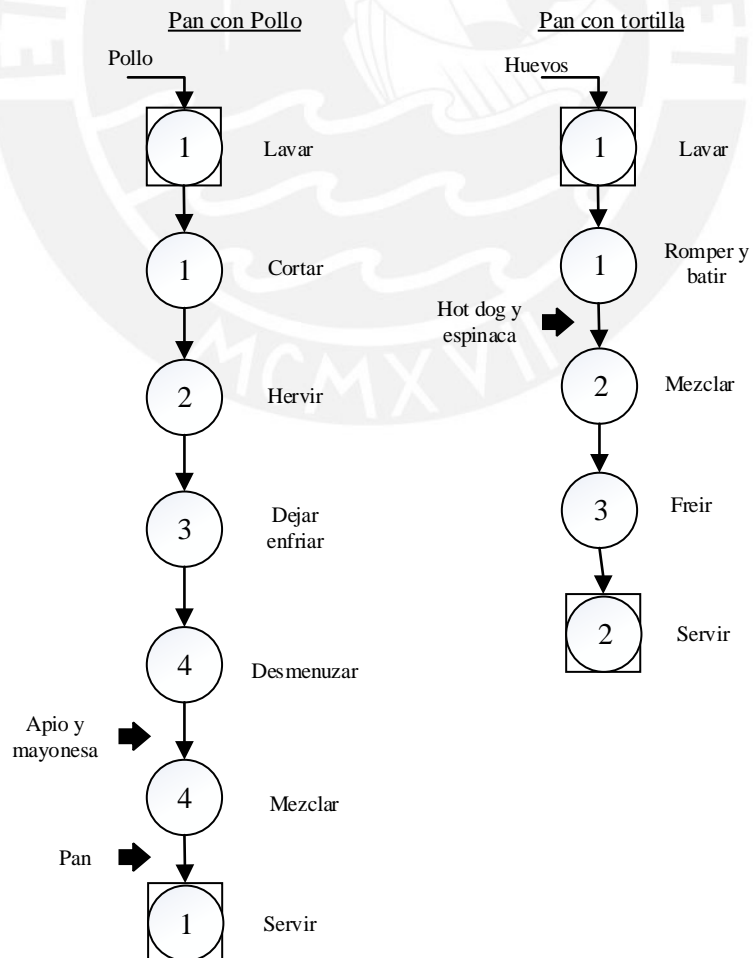 Pan con Pollo
Pollo
1
Lavar
1
Cortar
2
Hervir
3
Dejar
enfriar
4
Desmenuzar
Apio y
mayonesa
4
Mezclar
Pan
1
Servir
Pan con tortilla
Huevos
1
Lavar
1
Romper y
batir
Hot dog y
espinaca
2
Mezclar
3
Freir
2
Servir
MCMXVII